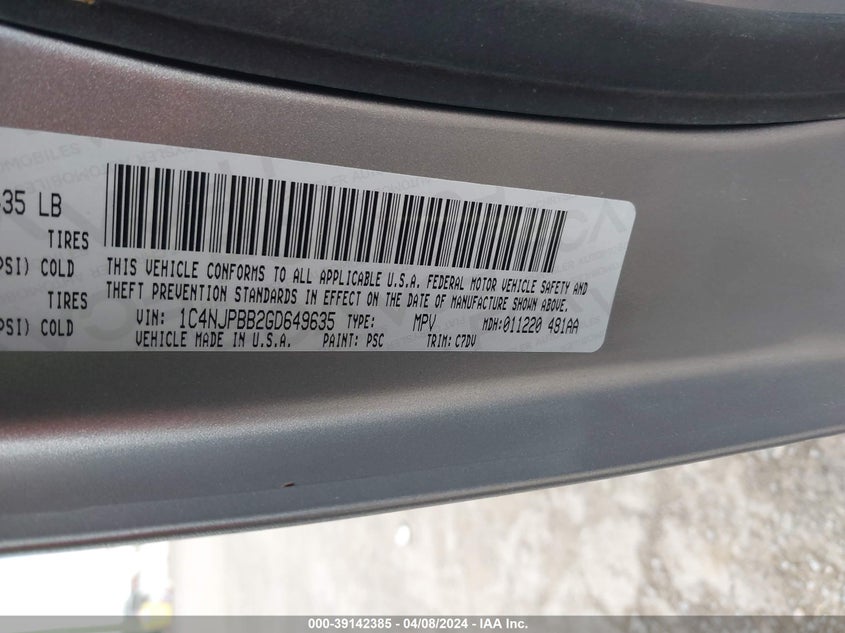 35 LB
TIRES
PSI) COLD
TIRES
PSI) COLD
THIS VEHICLE CONFORMS TO ALL APPLICABLE U.S.A. FEDERAL MOTOR VEHICLE SAFETY AND
THEFT PREVENTION STANDARDS IN EFFECT ON THE DATE OF MANUFACTURE SHOWN ABOVE.
VIN: 1C4NJPBB2GD649635 TYPE: MPV MDH:011220 481AA
VEHICLE MADE IN U.S.A. PAINT: PSC TRIM: C7DV
000-39142385 - 04/08/2024 - IAA Inc.